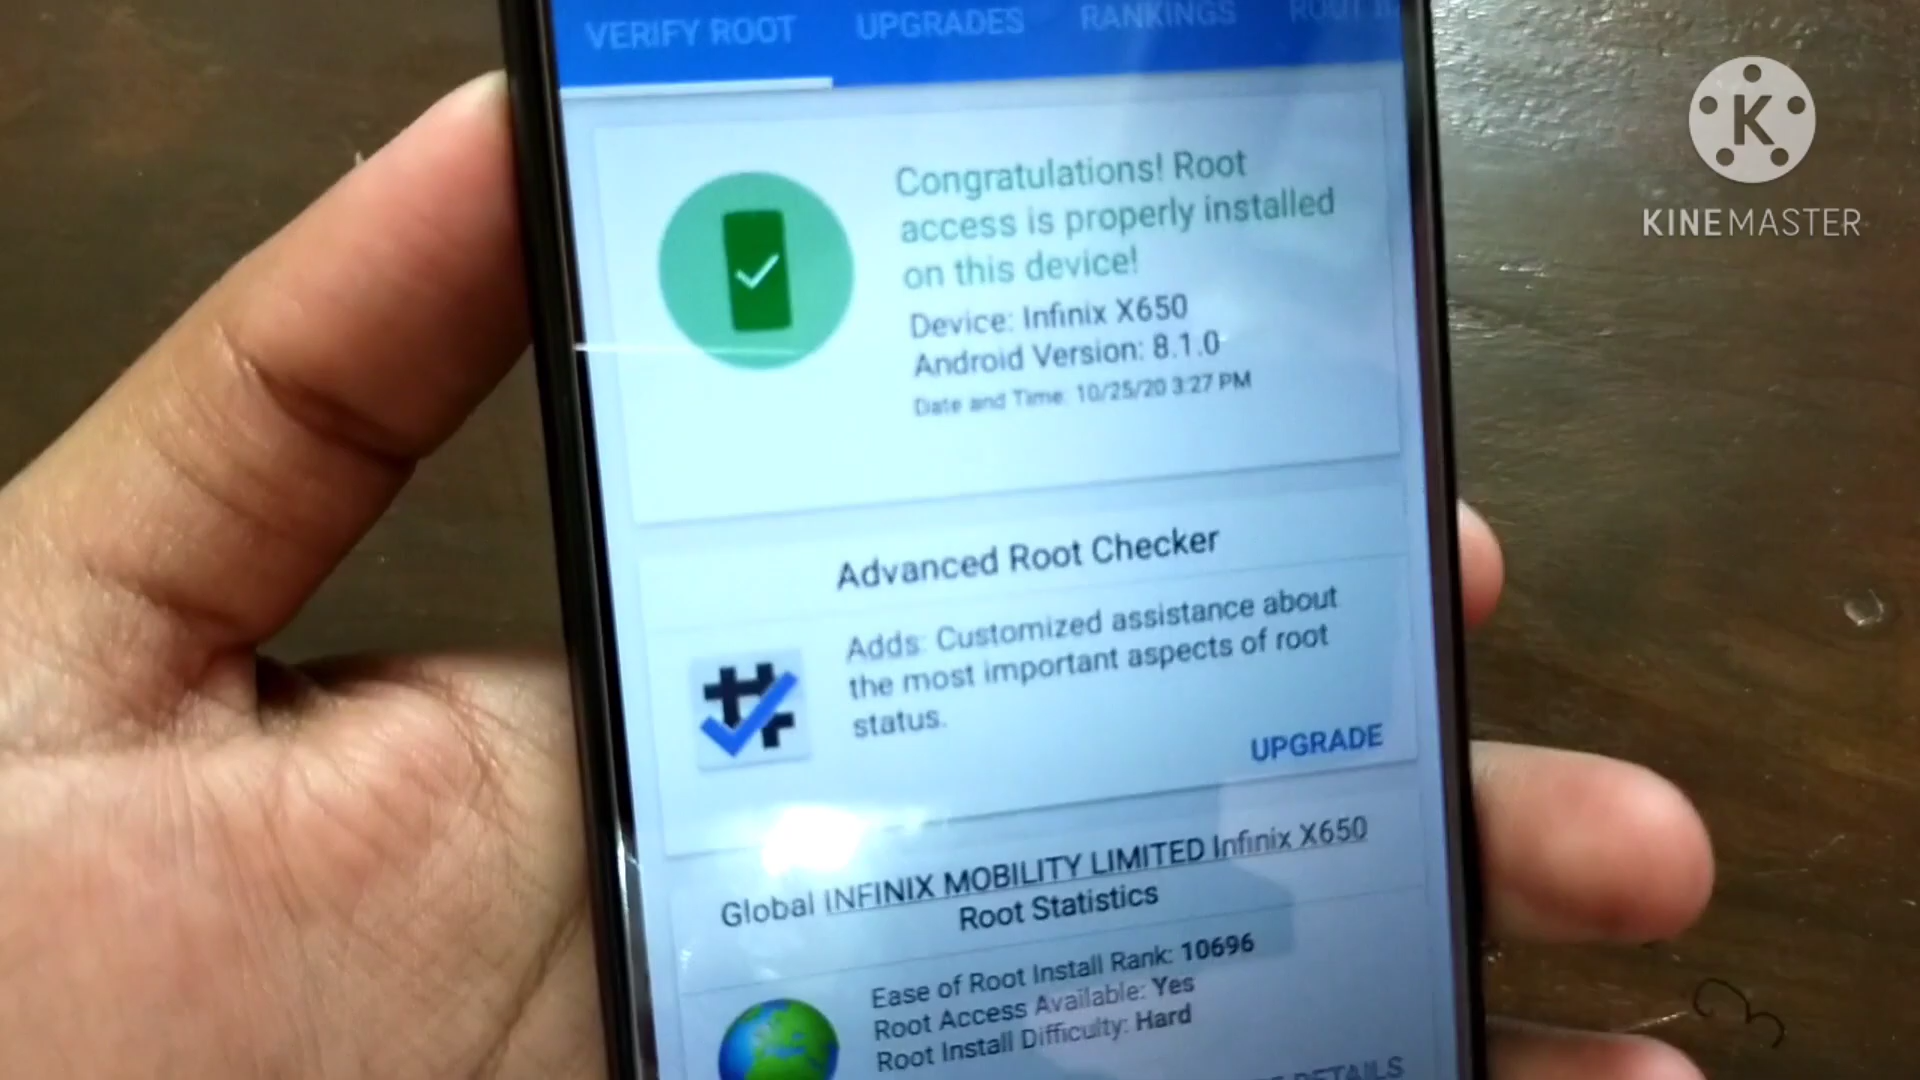 VERIFY ROOT UPGRADES RANKINGS
K
KINEMASTER
Congratulations! Root
access is properly installed
on this device!
Device: Infinix X650
Android Version: 8.1.0
Date and Time: 10/25/20 3:27 PM
Advanced Root Checker
Adds: Customized assistance about
the most important aspects of root
status.
UPGRADE
Global INFINIX MOBILITY LIMITED Infinix X650
Root Statistics
Ease of Root Install Rank: 10696
Root Access Available: Yes
Root Install Difficulty: Hard
DETAILS